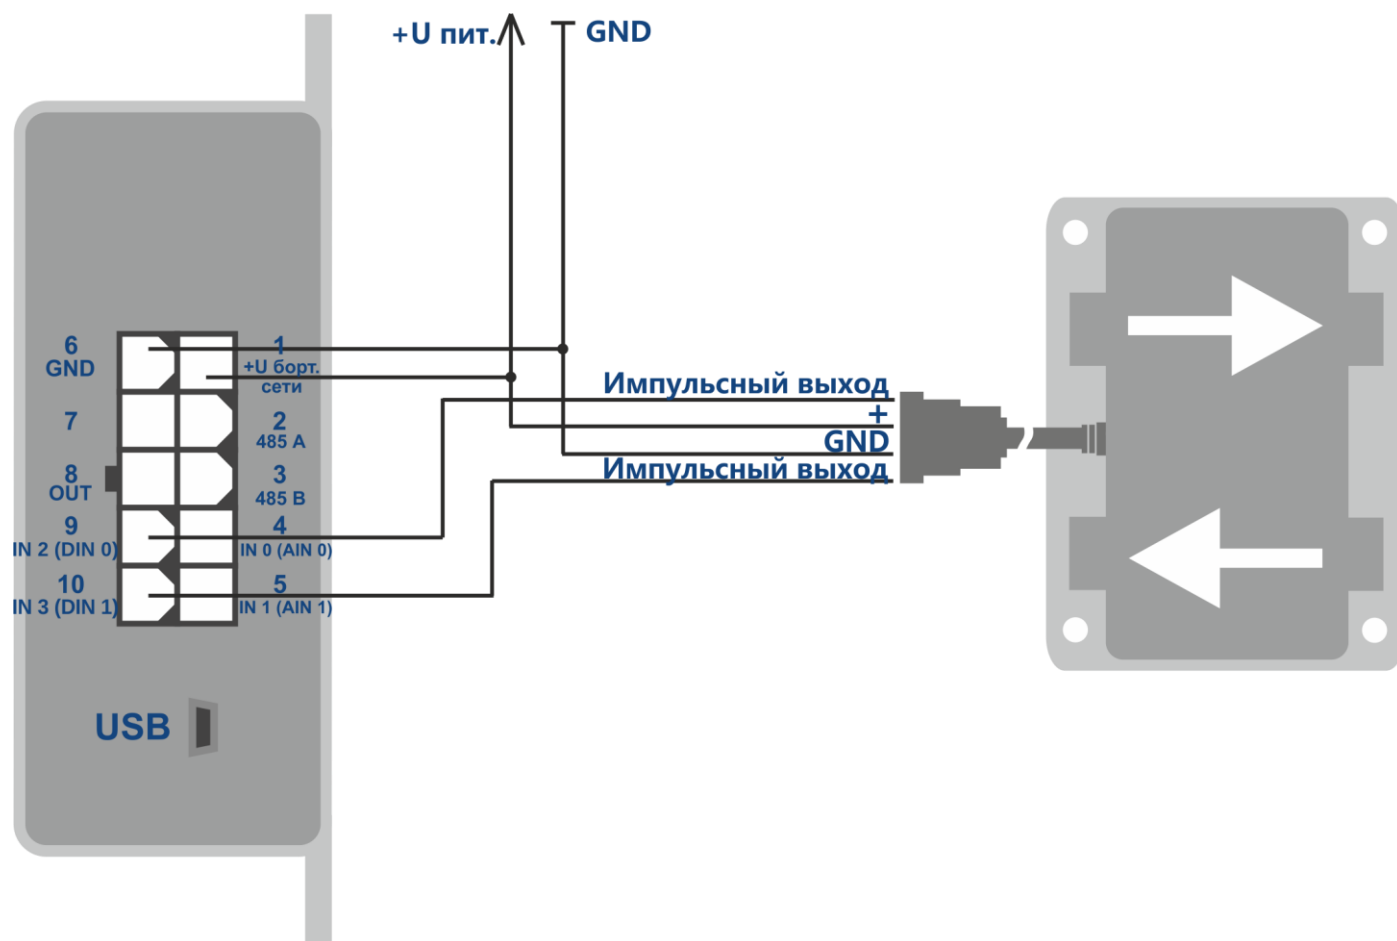 +U пит.
GND
6
GND
1
+U борт.
сети
7
2
485 A
8
OUT
3
485 B
9
IN 2 (DIN 0)
4
IN 0 (AIN 0)
10
IN 3 (DIN 1)
5
IN 1 (AIN 1)
USB
Импульсный выход
+
GND
Импульсный выход